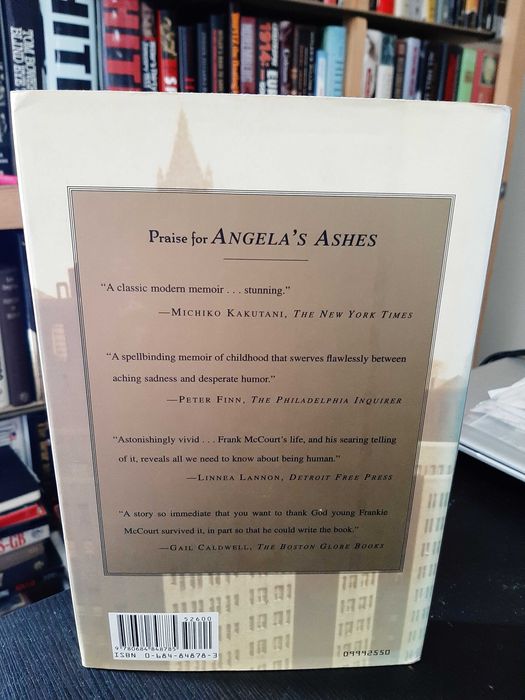 Praise for ANGELA'S ASHES
“A classic modern memoir . . . stunning.”
—MICHIKO KAKUTANI, THE NEW YORK TIMES
“A spellbinding memoir of childhood that swerves flawlessly between
aching sadness and desperate humor.”
—PETER FINN, THE PHILADELPHIA INQUIRER
“Astonishingly vivid . . . Frank McCourt’s life, and his searing telling
of it, reveals all we need to know about being human.”
—LINNEA LANNON, DETROIT FREE PRESS
“A story so immediate that you want to thank God young Frankie
McCourt survived it, in part so that he could write the book.”
—GAIL CALDWELL, THE BOSTON GLOBE BOOKS
52600
9 780684 848785
ISBN 0-684-84878-3
09992550